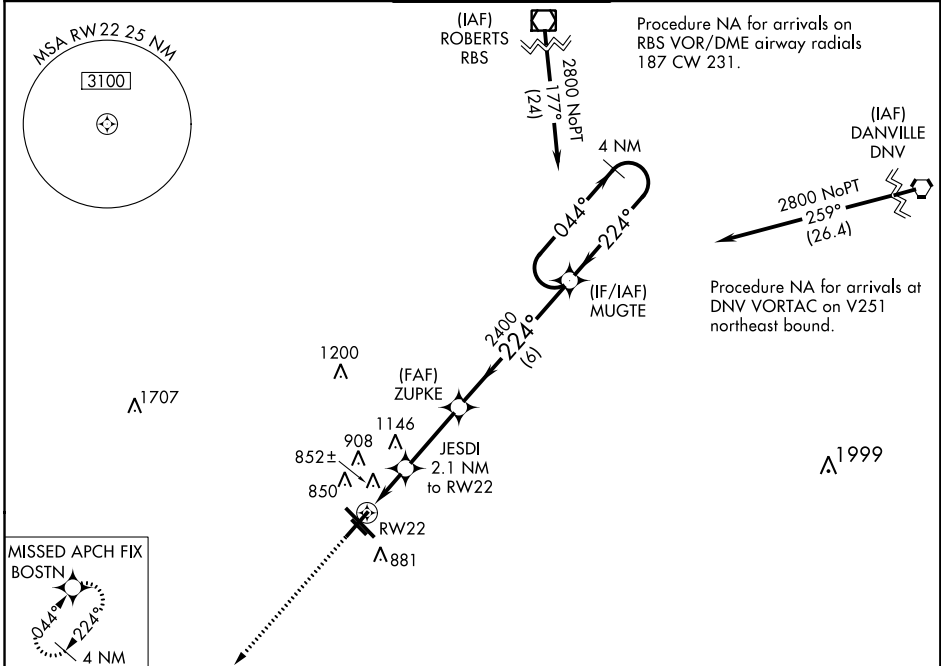 MSA RW22 25 NM
3100
(IAF)
ROBERTS
RBS
2800 NoPT
177°
(24)
Procedure NA for arrivals on
RBS VOR/DME airway radials
187 CW 231.
(IAF)
DANVILLE
DNV
2800 NoPT
259°
(26.4)
Procedure NA for arrivals at
DNV VORTAC on V251
northeast bound.
4 NM
044°
224°
(IF/IAF)
MUGTE
2400
224°
(6)
(FAF)
ZUPKE
1200
1707
1146
908
852±
850
JESDI
2.1 NM
to RW22
1999
RW22
881
MISSED APCH FIX
BOSTN
044°
224°
4 NM